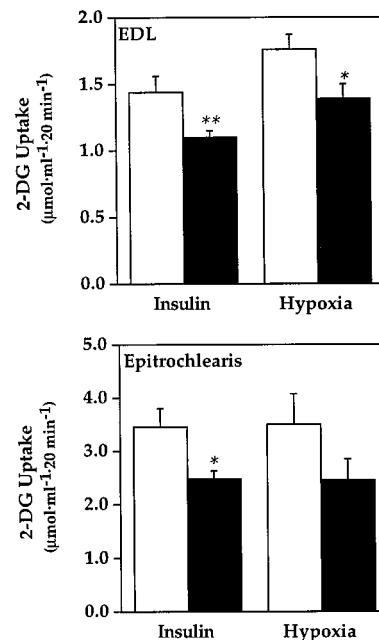 EDL
2-DG Uptake
(µmol·ml-1·20 min-1)
2.0
1.5
1.0
0.5
0.0
**
*
Insulin Hypoxia
Epitrochlearis
2-DG Uptake
(µmol·ml-1·20 min-1)
5.0
4.0
3.0
2.0
1.0
0.0
*
Insulin Hypoxia